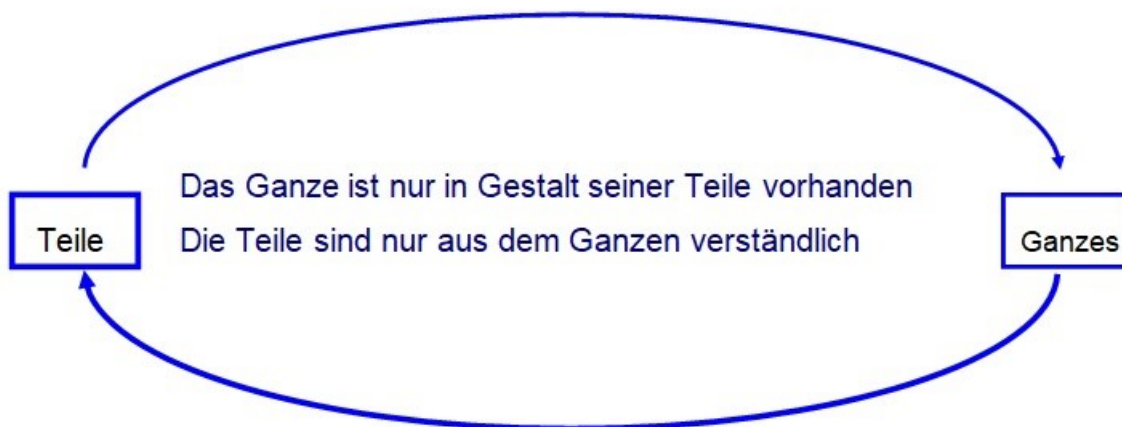 Das Ganze ist nur in Gestalt seiner Teile vorhanden
Teile
Die Teile sind nur aus dem Ganzen verständlich
Ganzes